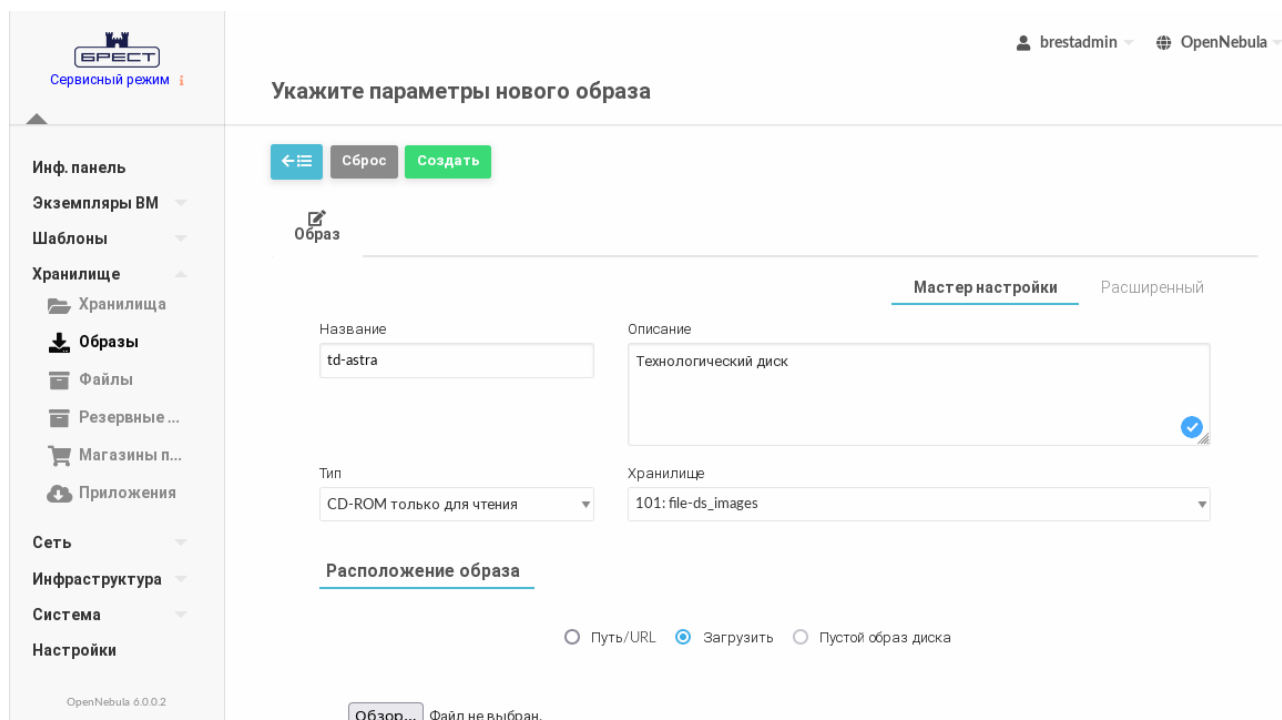 БРЕСТ
Сервисный режим i
brestadmin
OpenNebula
Укажите параметры нового образа
Инф. панель
Экземпляры ВМ
Шаблоны
Хранилище
Хранилища
Образы
Файлы
Резервные ...
Магазины п...
Приложения
Сеть
Инфраструктура
Система
Настройки
OpenNebula 6.0.0.2
Сброс
Создать
Образ
Мастер настройки
Расширенный
Название
Описание
td-astra
Технологический диск
Тип
Хранилище
CD-ROM только для чтения
101: file-ds_images
Расположение образа
Путь/URL
Загрузить
Пустой образ диска
Обзор... Файл не выбран.